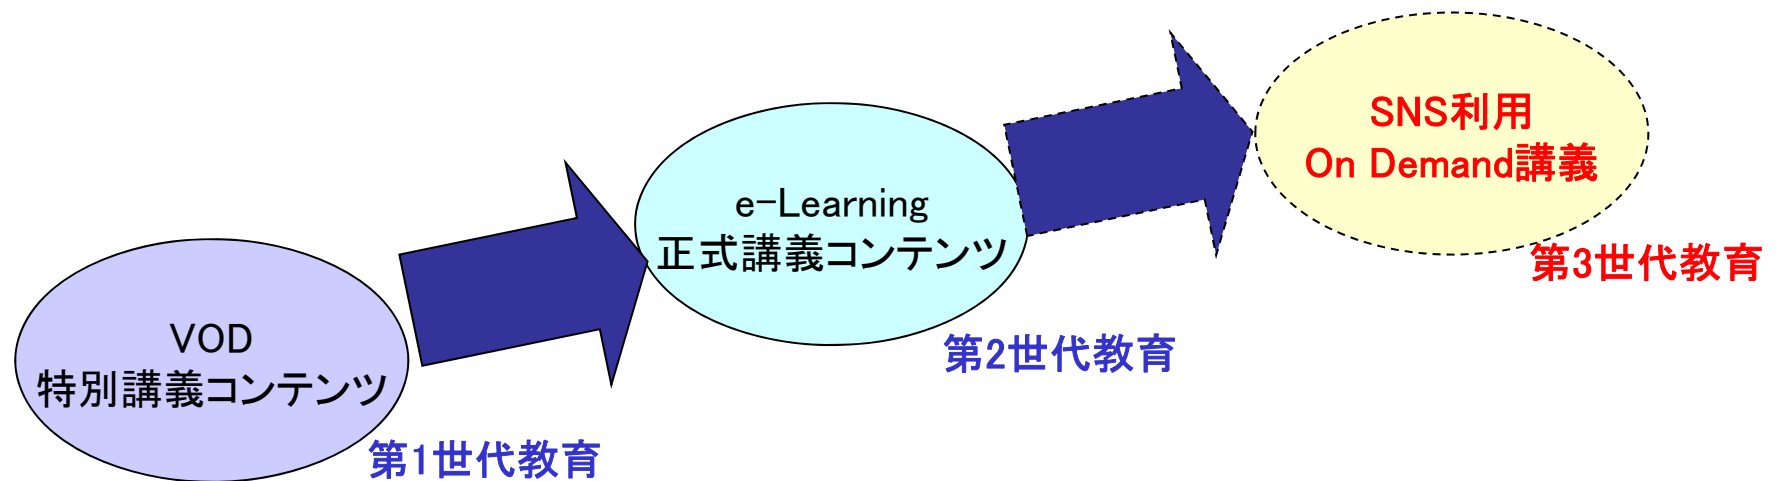 VOD
特別講義コンテンツ
第1世代教育
e-Learning
正式講義コンテンツ
第2世代教育
SNS利用
On Demand講義
第3世代教育